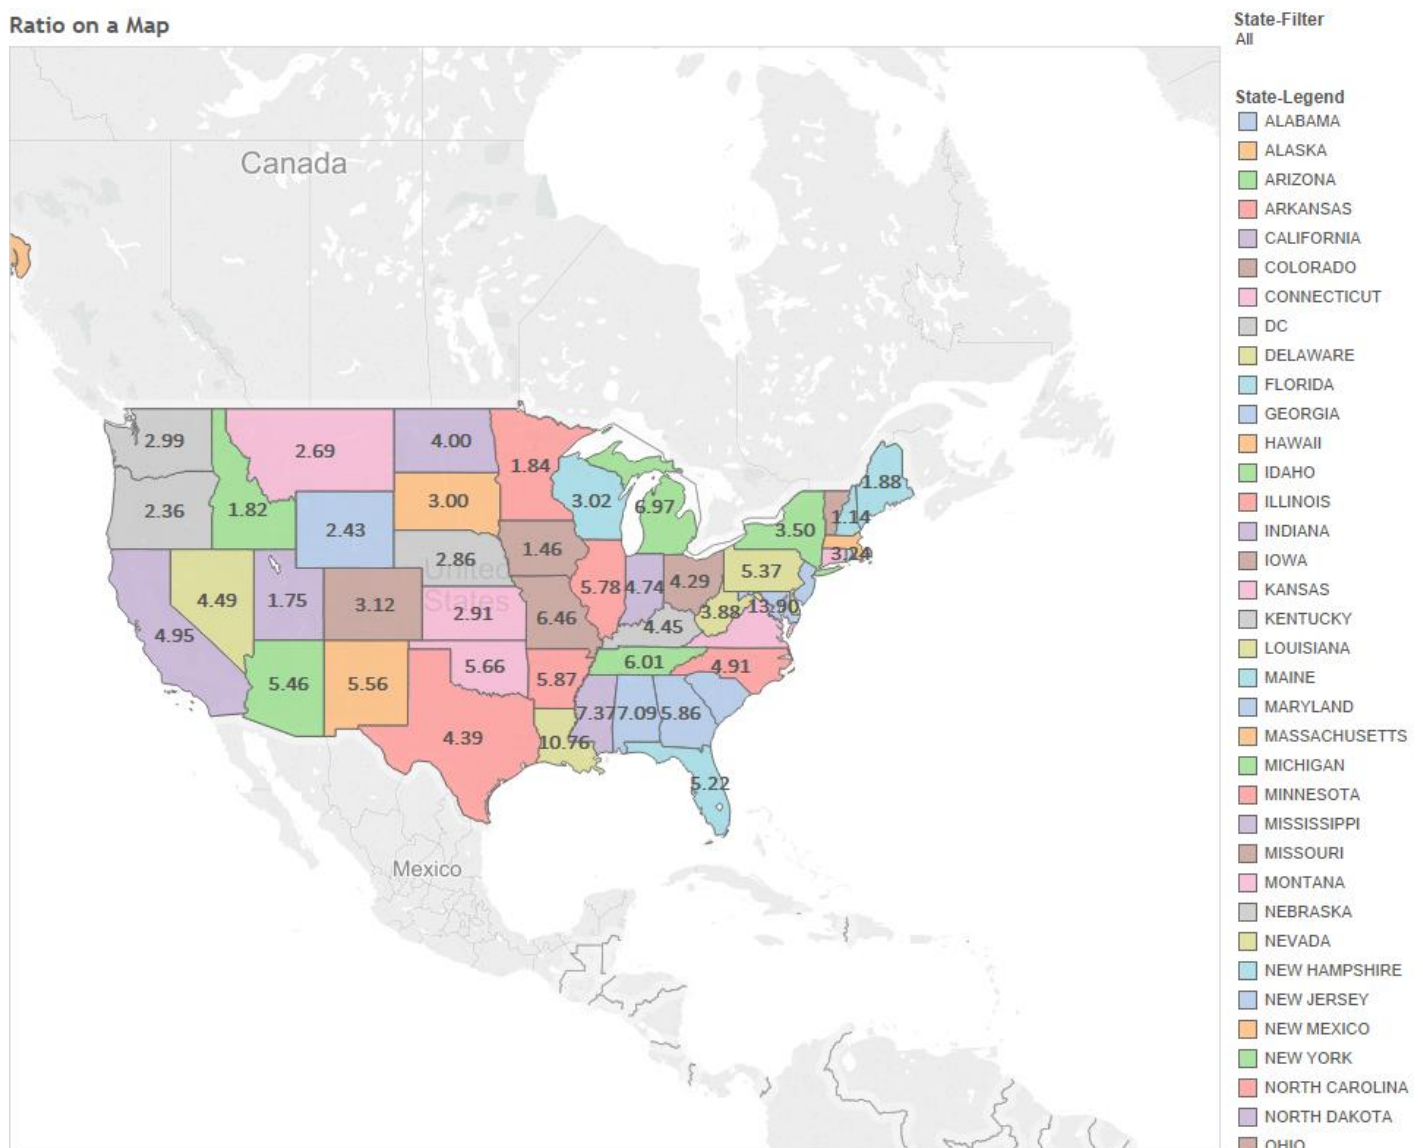 Ratio on a Map
State-Filter
All
State-Legend
ALABAMA
ALASKA
ARIZONA
ARKANSAS
CALIFORNIA
COLORADO
CONNECTICUT
DC
DELAWARE
FLORIDA
GEORGIA
HAWAII
IDAHO
ILLINOIS
INDIANA
IOWA
KANSAS
KENTUCKY
LOUISIANA
MAINE
MARYLAND
MASSACHUSETTS
MICHIGAN
MINNESOTA
MISSISSIPPI
MISSOURI
MONTANA
NEBRASKA
NEVADA
NEW HAMPSHIRE
NEW JERSEY
NEW MEXICO
NEW YORK
NORTH CAROLINA
NORTH DAKOTA
OHIO
Canada
2.99
2.69
4.00
1.84
2.36
1.82
2.43
3.00
3.02
6.97
1.88
3.50
1.14
2.86
1.46
United
States
5.37
4.49
1.75
3.12
2.91
5.78
4.74
4.29
3.88
13.90
4.95
6.46
4.45
5.46
5.56
5.66
5.87
6.01
4.91
4.39
10.76
7.37
7.09
5.86
5.22
Mexico